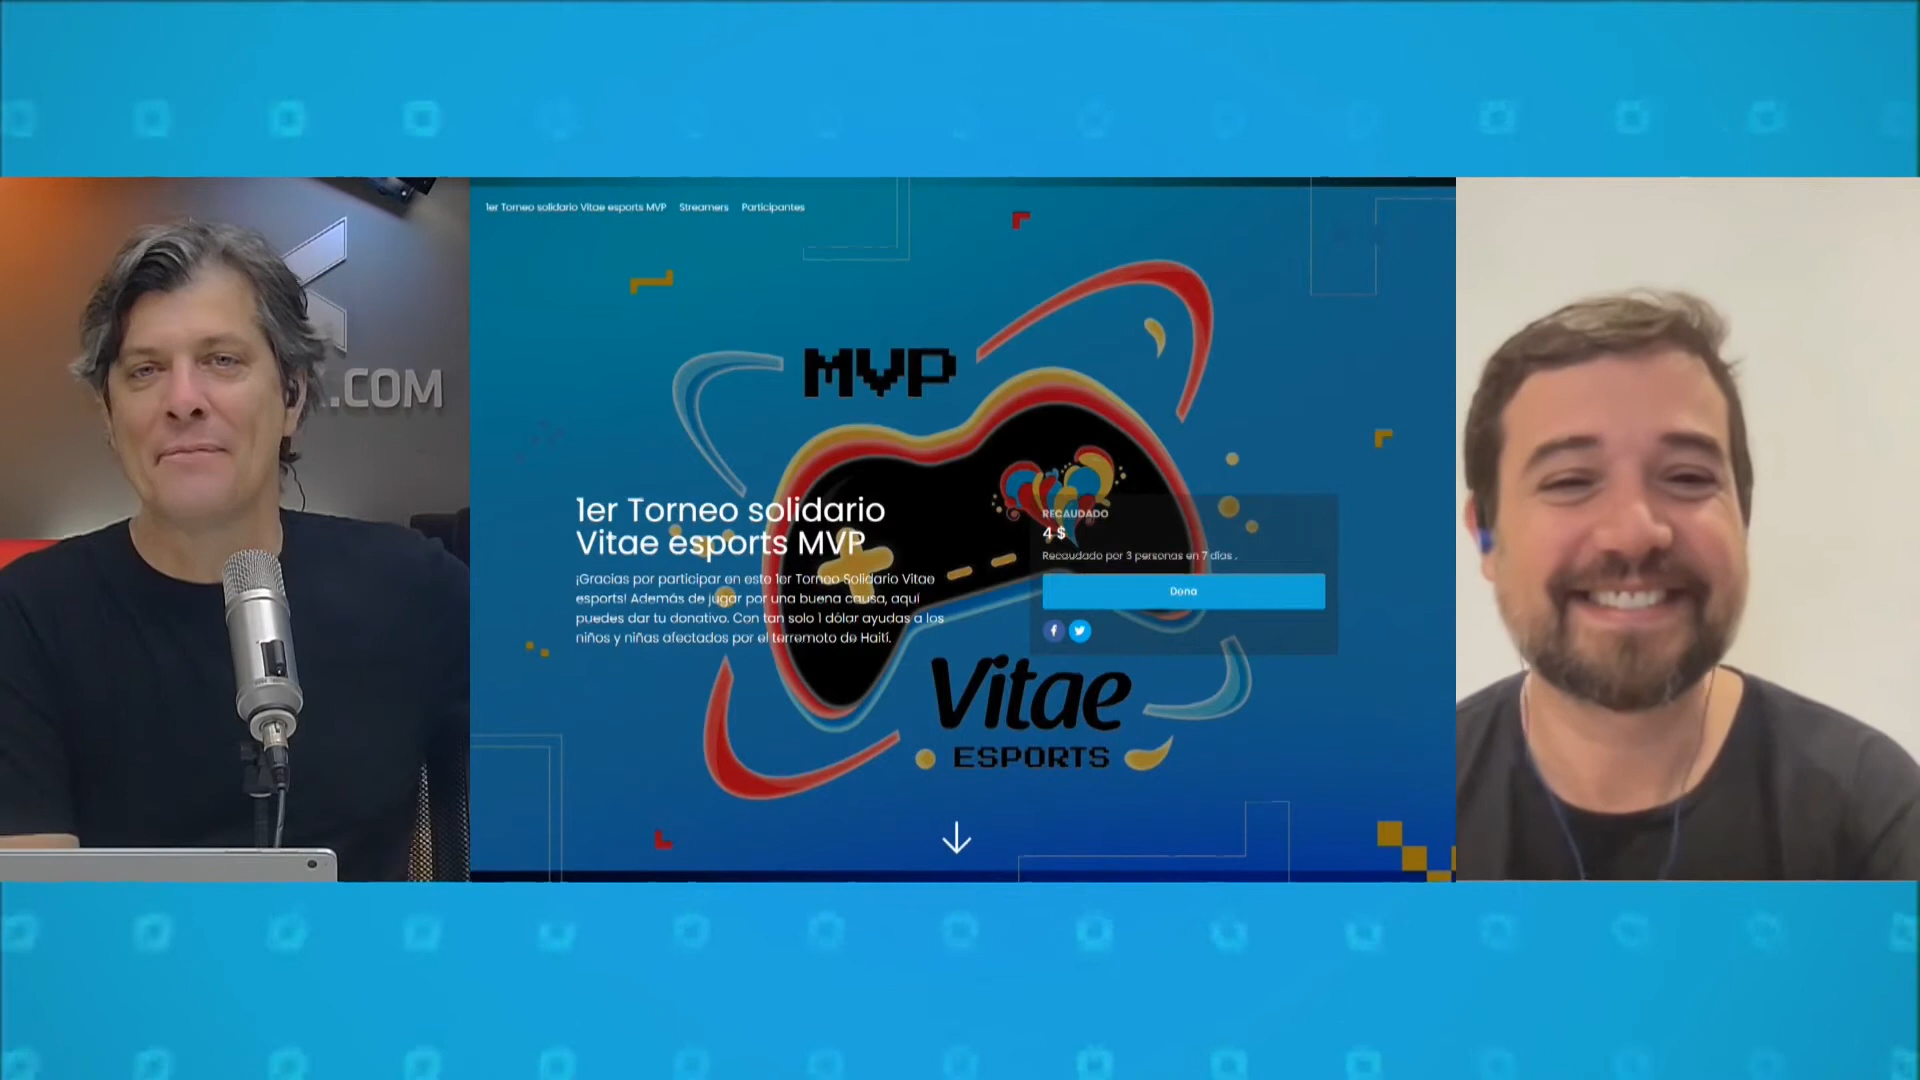 1er Torneo solidario Vitae esports MVP Streamers Participantes
MVP
.COM
1er Torneo solidario
Vitae esports MVP
¡Gracias por participar en este 1er Torneo Solidario Vitae
esports! Además de jugar por una buena causa, aquí
puedes dar tu donativo. Con tan solo 1 dólar ayudas a los
niños y niñas afectados por el terremoto de Haití.
RECAUDADO
4 $
Recaudado por 3 personas en 7 días .
Dona
Vitae
ESPORTS